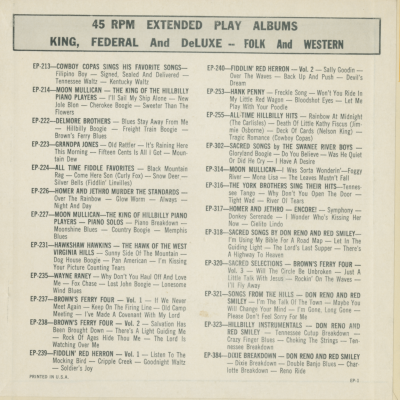 45 RPM EXTENDED PLAY ALBUMS
KING, FEDERAL And DeLUXE -- FOLK And WESTERN
EP-213—COWBOY COPAS SINGS HIS FAVORITE SONGS—
Filipino Boy — Signed, Sealed And Delivered —
Tennessee Waltz — Kentucky Waltz
EP-214—MOON MULLICAN — THE KING OF THE HILLBILLY
PIANO PLAYERS — I'll Sail My Ship Alone — New
Jole Blon — Cherokee Boogie — Sweeter Than The
Flowers
EP-222—DELMORE BROTHERS — Blues Stay Away From Me
— Hillbilly Boogie — Freight Train Boogie —
Brown's Ferry Blues
EP-223—GRANDPA JONES—Old Rattler — It's Raining Here
This Morning — Fifteen Cents Is All I Got — Moun-
tain Dew
EP-224—ALL TIME FIDDLE FAVORITES — Black Mountain
Rag — Gamo Here Son (Curly Fox) — Snow Deer —
Silver Bells (Fiddlin' Linvilles)
EP-226—HOMER AND JETHRO MURDER THE STANDARDS —
Over The Rainbow — Glow Worm — Always —
Night And Day
EP-227—MOON MULLICAN—THE KING OF HILLBILLY PIANO
PLAYERS — PIANO SOLOS — Piano Breakdown —
Moonshine Blues — Country Boogie — Memphis
Blues
EP-231—HAWKSHAW HAWKINS — THE HAWK OF THE WEST
VIRGINIA HILLS — Sunny Side Of the Mountain —
Dog House Boogie — Pan American — I'm Kissing
Your Picture Counting Tears
EP-235—WAYNE RANEY — Why Don't You Haul Off And Love
Me — Fox Chase — Lost John Boogie — Lonesome
Wind Blues
EP-237—BROWN'S FERRY FOUR — Vol. 1 — If We Never
Meet Again — Keep On The Firing Line — Old Camp
Meeting — I've Made A Covenant With My Lord
EP-238—BROWN'S FERRY FOUR — Vol. 2 — Salvation Has
Been Brought Down — There's A Light Guiding Me
— Rock Of Ages Hide Thou Me — The Lord Is
Watching Over Me
EP-239—FIDDLIN' RED HERRON — Vol. 1 — Listen To The
Mocking Bird — Cripple Creek — Goodnight Waltz
— Soldier's Joy
EP-240—FIDDLIN' RED HERRON — Vol. 2 — Sally Goodin —
Over The Waves — Back Up And Push — Devil's
Dream
EP-253—HANK PENNY — Freckle Song — Won't You Ride In
My Little Red Wagon — Bloodshot Eyes — Let Me
Play With Your Poodle
EP-255—ALL-TIME HILLBILLY HITS — Rainbow At Midnight
(The Carlisles) — Death Of Little Kathy Fiscus (Jim-
mie Osborne) — Deck Of Cards (Nelson King)
Tragic Romance (Cowboy Copas)
EP-302—SACRED SONGS BY THE SWANEE RIVER BOYS —
Gloryland Boogie — Do You Believe — Was He Quiet
Or Did He Cry — I Have A Desire
EP-314—MOON MULLICAN — I Was Sorta Wonderin'—Foggy
River — Mona Lisa — The Leaves Mustn't Fall
EP-316—THE YORK BROTHERS SING THEIR HITS—Tennes-
see Tango — Why Don't You Open The Door —
Tight Wad — River Of Tears
EP-317—HOMER AND JETHRO — ENCORE! — Symphony —
Donkey Serenade — I Wonder Who's Kissing Her
Now — Cielito Lindo
EP-318—SACRED SONGS BY DON RENO AND RED SMILEY—
I'm Using My Bible For A Road Map — Let In The
Guiding Light — The Lord's Last Supper — There's
A Highway To Heaven
EP-320—SACRED SELECTIONS — BROWN'S FERRY FOUR —
Vol. 3 — Will The Circle Be Unbroken — Just A
Little Talk With Jesus — Rockin' On The Waves —
I'll Fly Away
EP-321—SONGS FROM THE HILLS — DON RENO AND RED
SMILEY — I'm The Talk Of The Town — Maybe You
Will Change Your Mind — I'm Gone, Long Gone —
Please Don't Feel Sorry For Me
EP-323—HILLBILLY INSTRUMENTALS — DON RENO AND
RED SMILEY — Tennessee Cutup Breakdown —
Crazy Finger Blues — Choking The Strings — Ten-
nessee Breakdown
EP-384—DIXIE BREAKDOWN — DON RENO AND RED SMILEY
— Dixie Breakdown — Double Banjo Blues — Char-
lotte Breakdown — Reno Ride
PRINTED IN U.S.A.